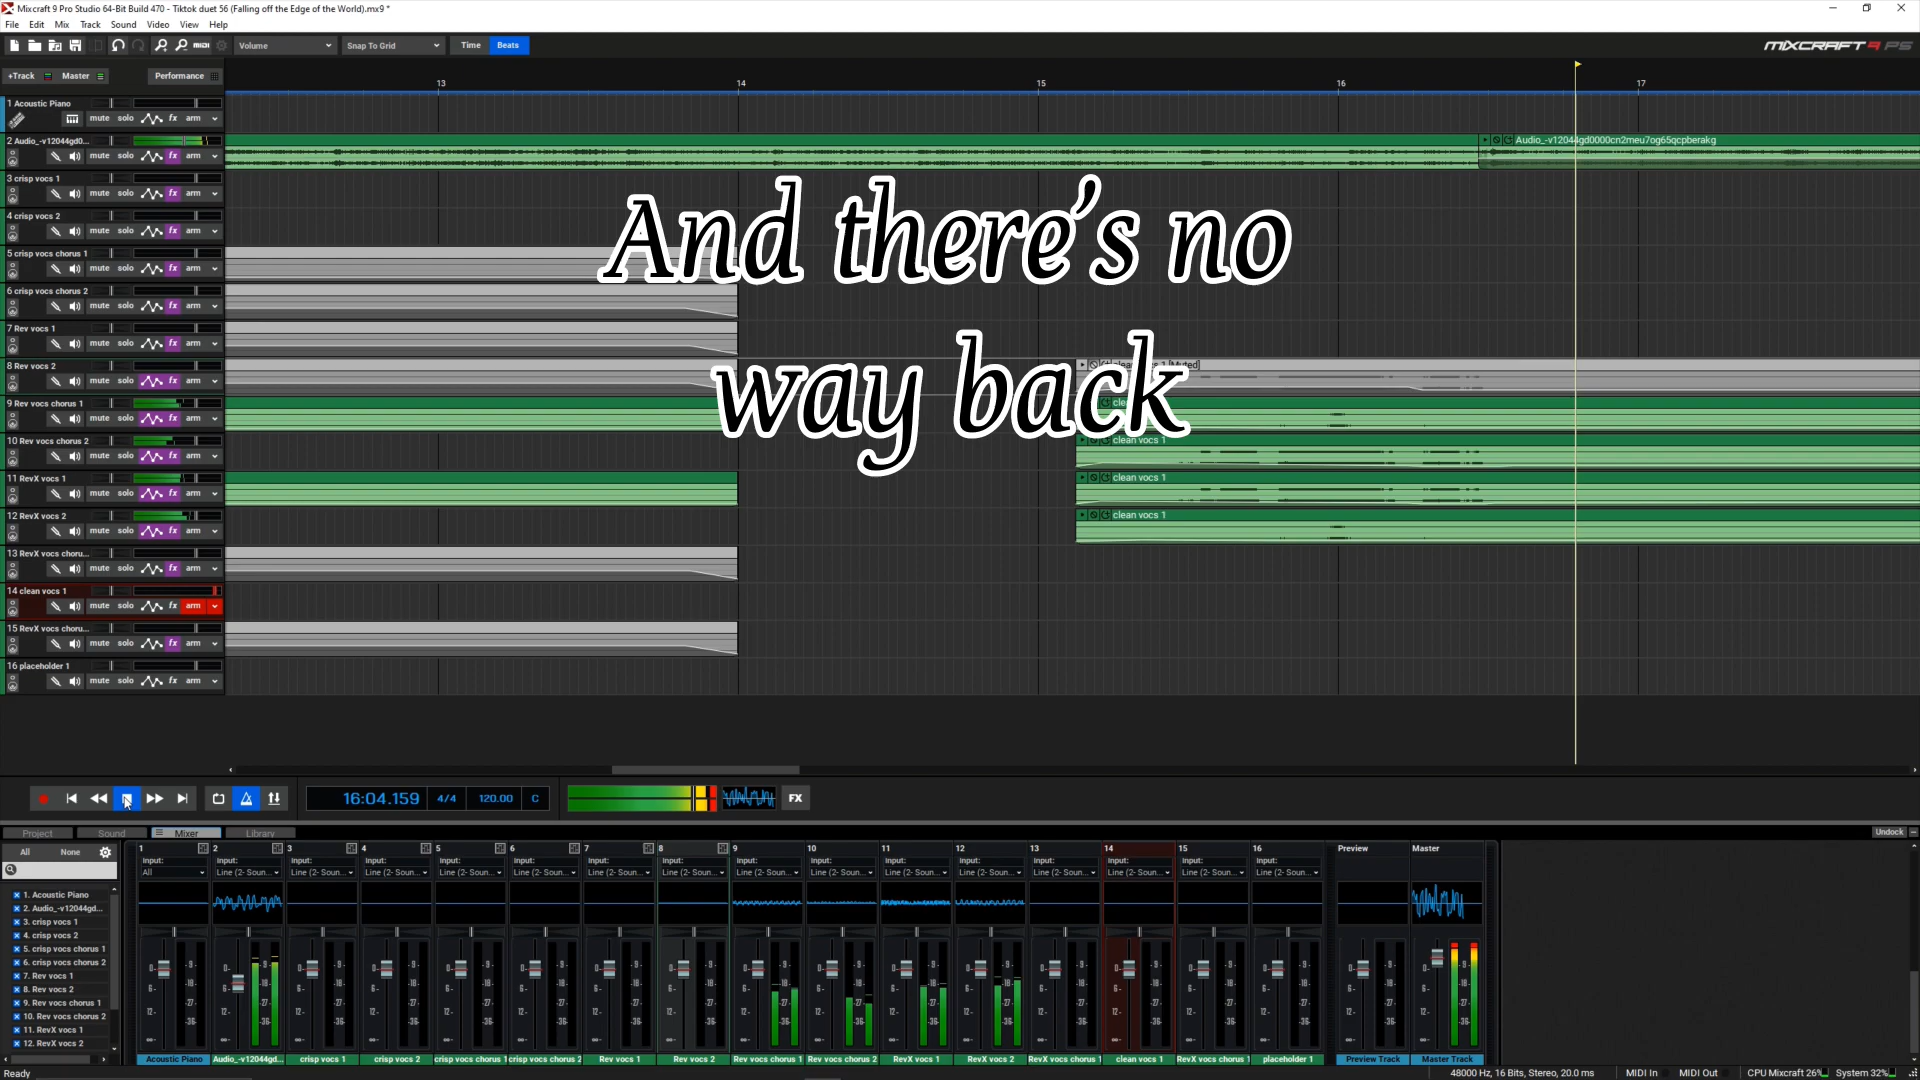 Mixcraft 9 Pro Studio 64-Bit Build 470 - Tiktok duet 56 (Falling off the Edge of the World).mx9 *
File Edit Mix Track Sound Video View Help
MIDI Volume Snap To Grid Time Beats MIXCRAFT 9 PS
+Track Master Performance
13 14 15 16 17
1 Acoustic Piano
mute solo fx arm
2 Audio_-v12044gd0...
mute solo fx arm
Audio_-v12044gd0000cn2meu7og65qcpberakg
3 crisp vocs 1
mute solo fx arm
4 crisp vocs 2
mute solo fx arm
5 crisp vocs chorus 1
mute solo fx arm
6 crisp vocs chorus 2
mute solo fx arm
7 Rev vocs 1
mute solo fx arm
8 Rev vocs 2
mute solo fx arm
9 Rev vocs chorus 1
mute solo fx arm
10 Rev vocs chorus 2
mute solo fx arm
clean vocs 1
11 RevX vocs 1
mute solo fx arm
clean vocs 1
12 RevX vocs 2
mute solo fx arm
clean vocs 1
13 RevX vocs choru...
mute solo fx arm
14 clean vocs 1
mute solo fx arm
15 RevX vocs choru...
mute solo fx arm
16 placeholder 1
mute solo fx arm
And there's no
way back
16:04.159 4/4 120.00 C FX
Project Sound Mixer Library Undock
All None
1. Acoustic Piano
2. Audio_-v12044gd...
3. crisp vocs 1
4. crisp vocs 2
5. crisp vocs chorus 1
6. crisp vocs chorus 2
7. Rev vocs 1
8. Rev vocs 2
9. Rev vocs chorus 1
10. Rev vocs chorus 2
11. RevX vocs 1
12. RevX vocs 2
1 2 3 4 5 6 7 8 9 10 11 12 13 14 15 16 Preview Master
Input: Input: Input: Input: Input: Input: Input: Input: Input: Input: Input: Input: Input: Input: Input: Input:
All Line (2- Soun... Line (2- Soun... Line (2- Soun... Line (2- Soun... Line (2- Soun... Line (2- Soun... Line (2- Soun... Line (2- Soun... Line (2- Soun... Line (2- Soun... Line (2- Soun... Line (2- Soun... Line (2- Soun... Line (2- Soun... Line (2- Soun...
Acoustic Piano Audio_-v12044gd... crisp vocs 1 crisp vocs 2 crisp vocs chorus 1 crisp vocs chorus 2 Rev vocs 1 Rev vocs 2 Rev vocs chorus 1 Rev vocs chorus 2 RevX vocs 1 RevX vocs 2 RevX vocs chorus 1 clean vocs 1 RevX vocs chorus 1 placeholder 1 Preview Track Master Track
Ready 48000 Hz, 16 Bits, Stereo, 20.0 ms MIDI In MIDI Out CPU Mixcraft 26% System 32%